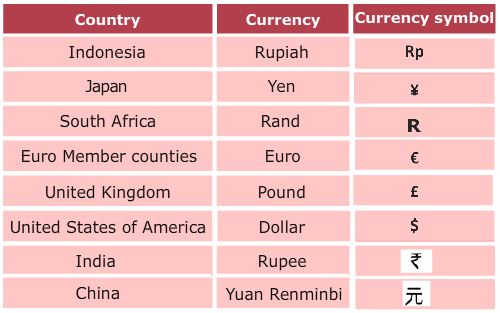 Country Currency Currency symbol
Indonesia Rupiah Rp
Japan Yen ¥
South Africa Rand R
Euro Member counties Euro €
United Kingdom Pound £
United States of America Dollar $
India Rupee ₹
China Yuan Renminbi 元